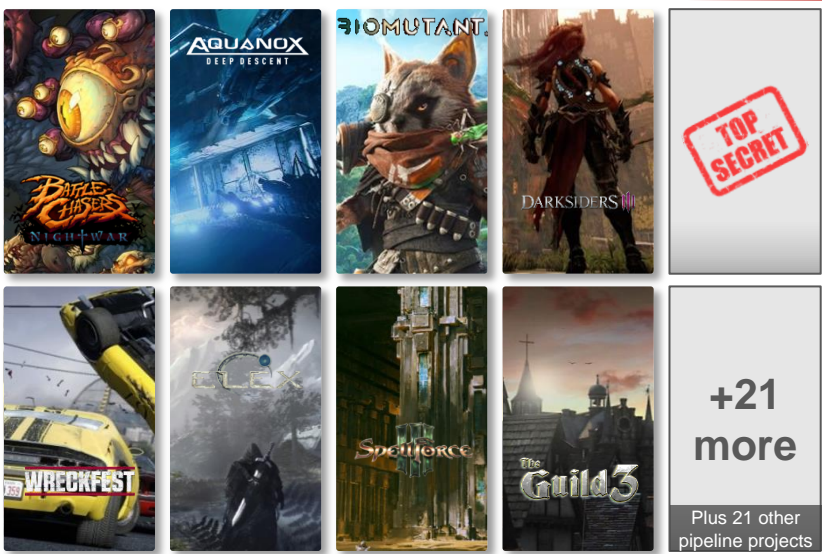 BATTLE
CHASERS
NIGHTWAR
AQUANOX
DEEP DESCENT
BIOMUTANT
DARKSIDERS III
TOP
SECRET
359
WRECKFEST
ELEX
SPELLFORCE
III
The
Guild 3
+21
more
Plus 21 other
pipeline projects